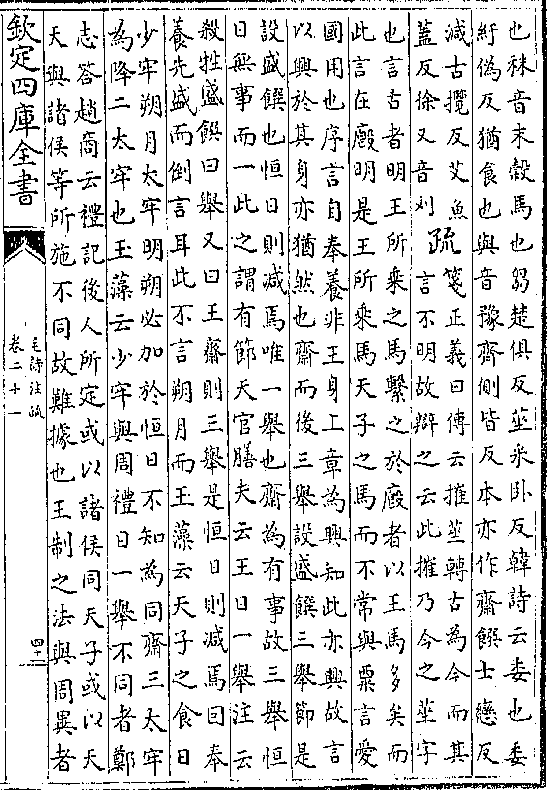 也秣音末穀馬也芻楚俱反莝采卧反韓詩云委也委
紆偽反猶食也與音豫齊側皆反本亦作齋饌士戀反
減古攬反艾魚
蓋反徐又音刈疏箋正義曰傳云摧莝轉古為今而其
言不明故辯之云此摧乃今之莝字
也言古者明王所乗之馬繫之於廏者以王馬多矣而
此言在廏明是王所乗馬天子之馬而不常與粟言愛
國用也序言自奉養非王身上章為興知此亦興故言
以興於其身亦猶然也齋而後三舉設盛饌三舉節是
設盛饌也恒日則減焉唯一舉也齋為有事故三舉恒
日無事而一此之謂有節天官膳夫云王日一舉注云
殺牲盛饌曰舉又曰王齋則三舉是恒日則減焉囘奉
養先盛而倒言耳此不言朔月而玉藻云天子之食日
少牢朔月太牢明朔必加於恒日不知為同齋三太牢
為降二太牢也玉藻云少牢與周禮日一舉不同者鄭
志答趙商云禮記後人所定或以諸侯同天子或以天
天與諸侯等所施不同故難據也王制之法與周異者
欽定四庫全書
毛詩注疏
卷二十一
四十一